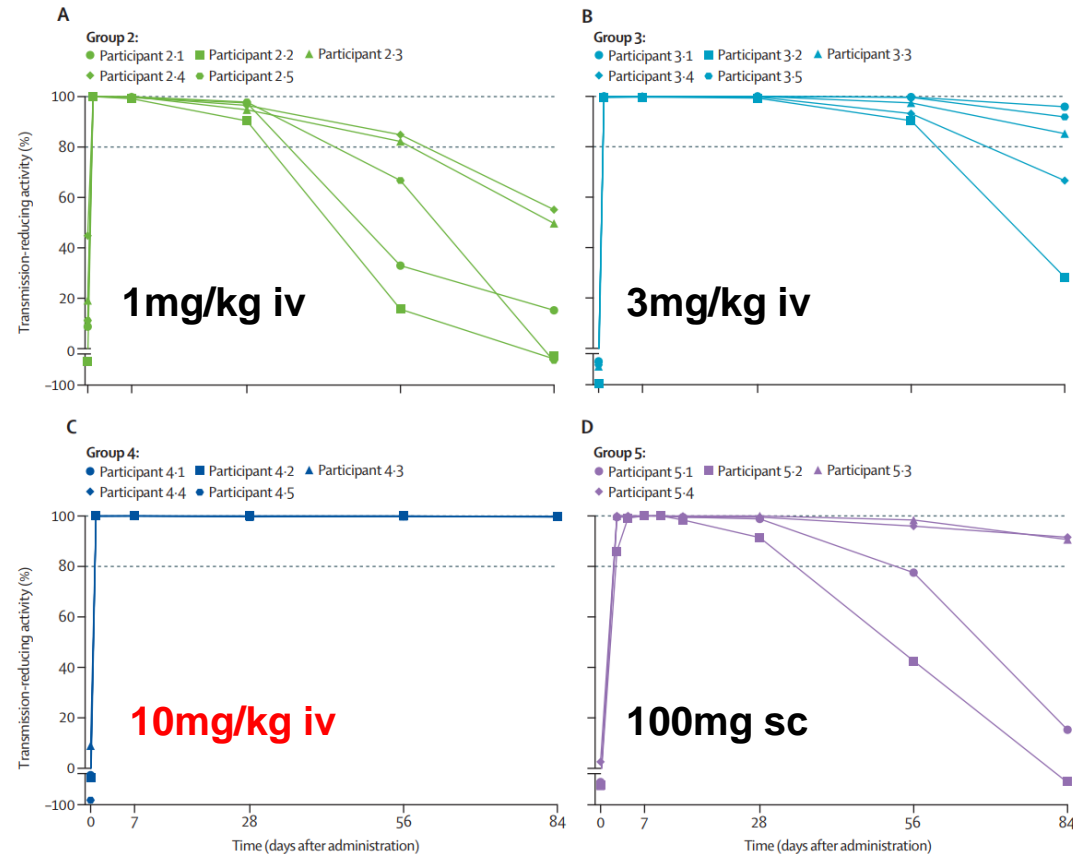 A
Group 2:
Participant 2·1 Participant 2·2 Participant 2·3
Participant 2·4 Participant 2·5
Transmission-reducing activity (%)
100
80
60
40
20
0
−100
1mg/kg iv
B
Group 3:
Participant 3·1 Participant 3·2 Participant 3·3
Participant 3·4 Participant 3·5
3mg/kg iv
C
Group 4:
Participant 4·1 Participant 4·2 Participant 4·3
Participant 4·4 Participant 4·5
Transmission-reducing activity (%)
100
80
60
40
20
0
−100
10mg/kg iv
0 7 28 56 84
Time (days after administration)
D
Group 5:
Participant 5·1 Participant 5·2 Participant 5·3
Participant 5·4
100mg sc
0 7 28 56 84
Time (days after administration)